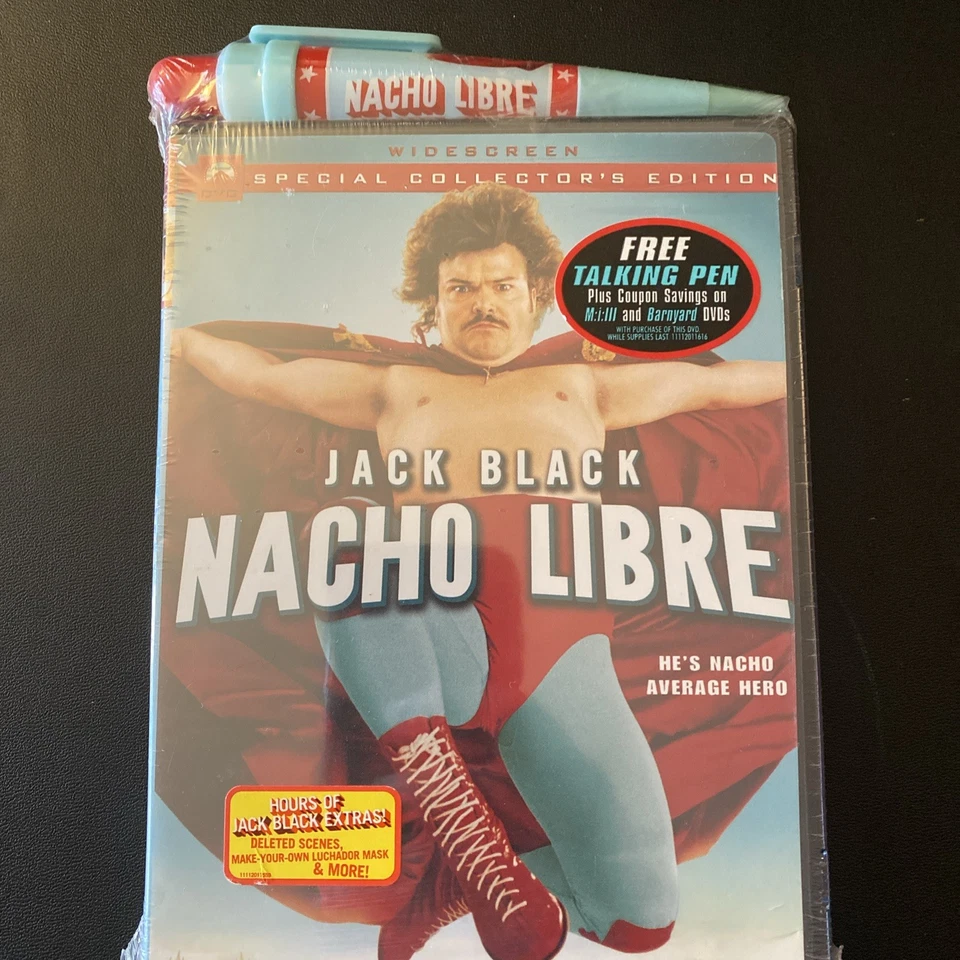 NACHO LIBRE
WIDESCREEN
SPECIAL COLLECTOR'S EDITION
FREE
TALKING PEN
Plus Coupon Savings on
M:i:III and Barnyard DVDs
WITH PURCHASE OF THIS DVD.
WHILE SUPPLIES LAST 11112011616
JACK BLACK
NACHO LIBRE
HE'S NACHO
AVERAGE HERO
HOURS OF
JACK BLACK EXTRAS!
DELETED SCENES,
MAKE-YOUR-OWN LUCHADOR MASK
& MORE!